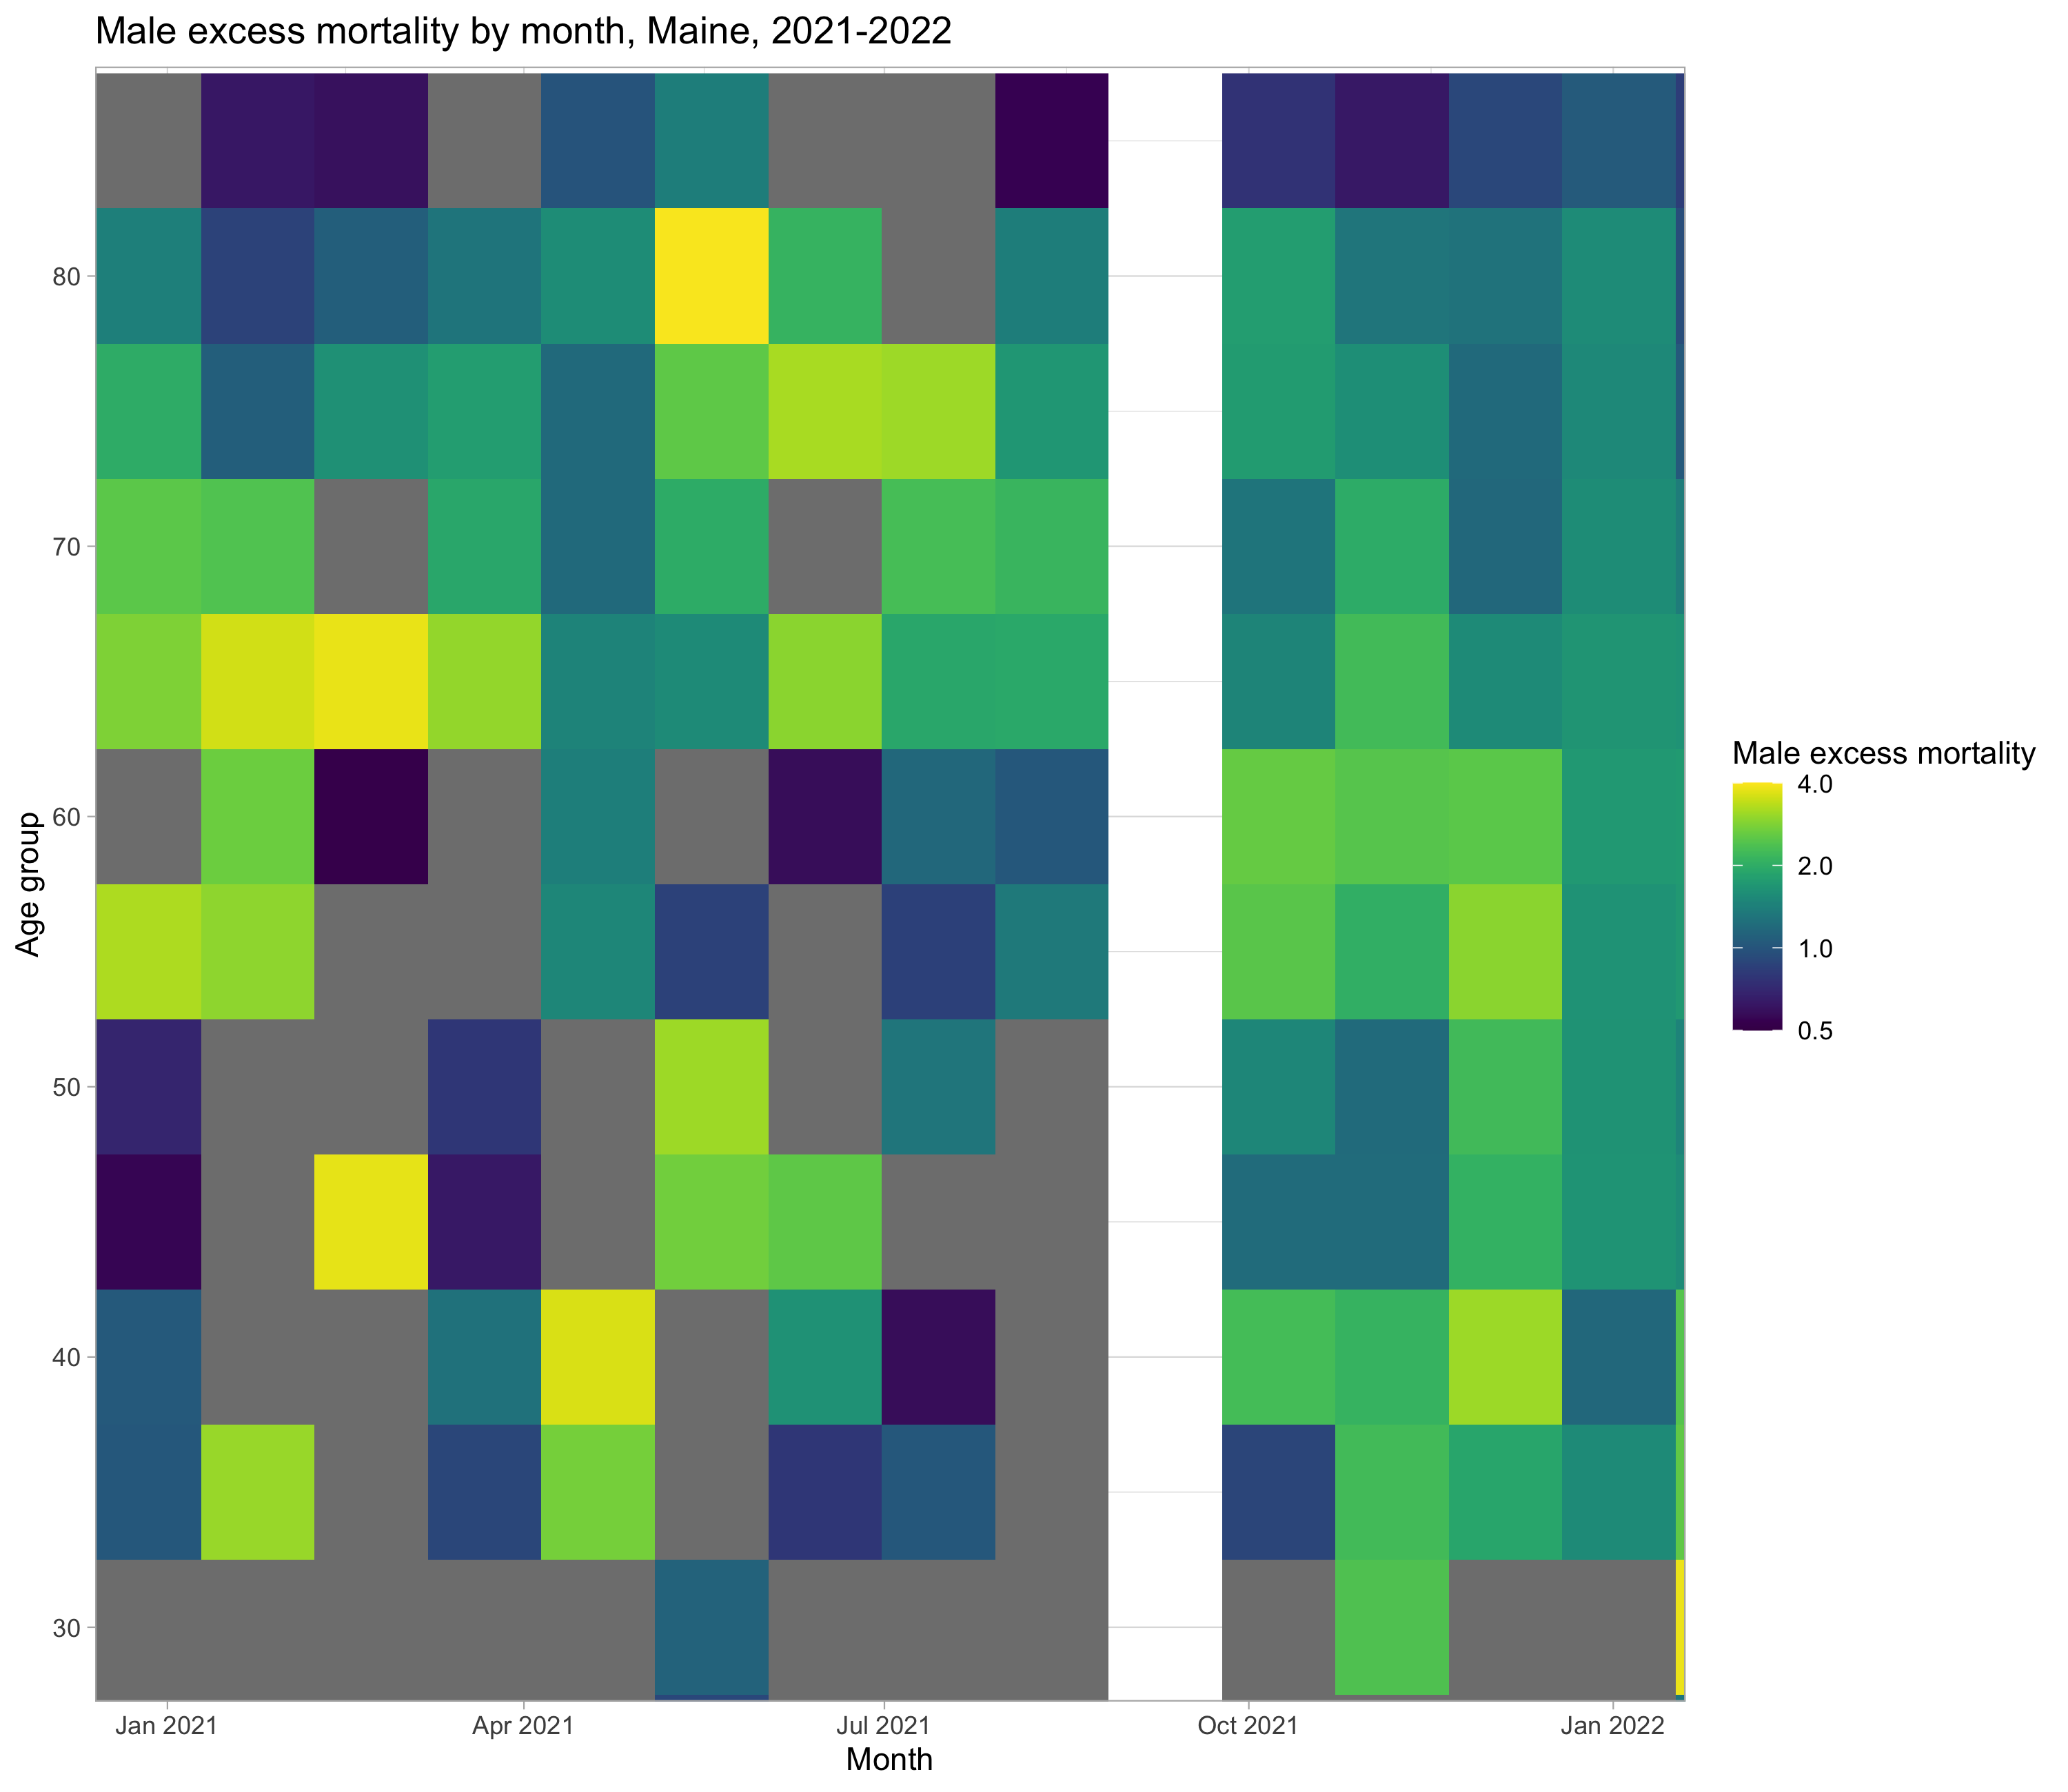 Male excess mortality by month, Maine, 2021-2022
Age group
80
70
60
50
40
30
Jan 2021
Apr 2021
Jul 2021
Oct 2021
Jan 2022
Month
Male excess mortality
4.0
2.0
1.0
0.5